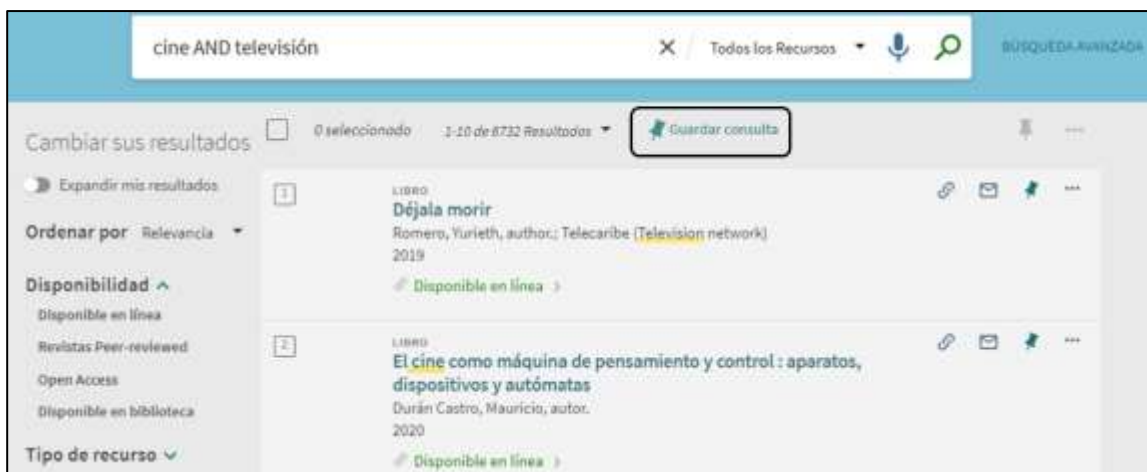 cine AND televisión
Todos los Recursos
BÚSQUEDA AVANZADA
Cambiar sus resultados
0 seleccionado 1-10 de 8732 Resultados
Guardar consulta
Expandir mis resultados
Ordenar por Relevancia
Disponibilidad
Disponible en línea
Revistas Peer-reviewed
Open Access
Disponible en biblioteca
Tipo de recurso
1
LIBRO
Déjala morir
Romero, Yurieth, author.; Telecaribe (Television network)
2019
Disponible en línea
2
LIBRO
El cine como máquina de pensamiento y control : aparatos,
dispositivos y autómatas
Durán Castro, Mauricio, autor.
2020
Disponible en línea